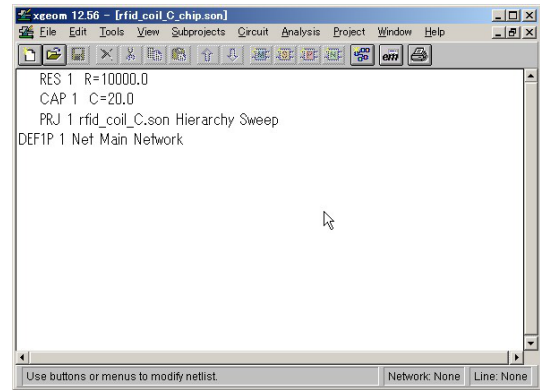 xgeom 12.56 - [rfid_coil_C_chip.son]
File Edit Tools View Subprojects Circuit Analysis Project Window Help
em
RES 1 R=10000.0
CAP 1 C=20.0
PRJ 1 rfid_coil_C.son Hierarchy Sweep
DEF1P 1 Net Main Network
Use buttons or menus to modify netlist. Network: None Line: None